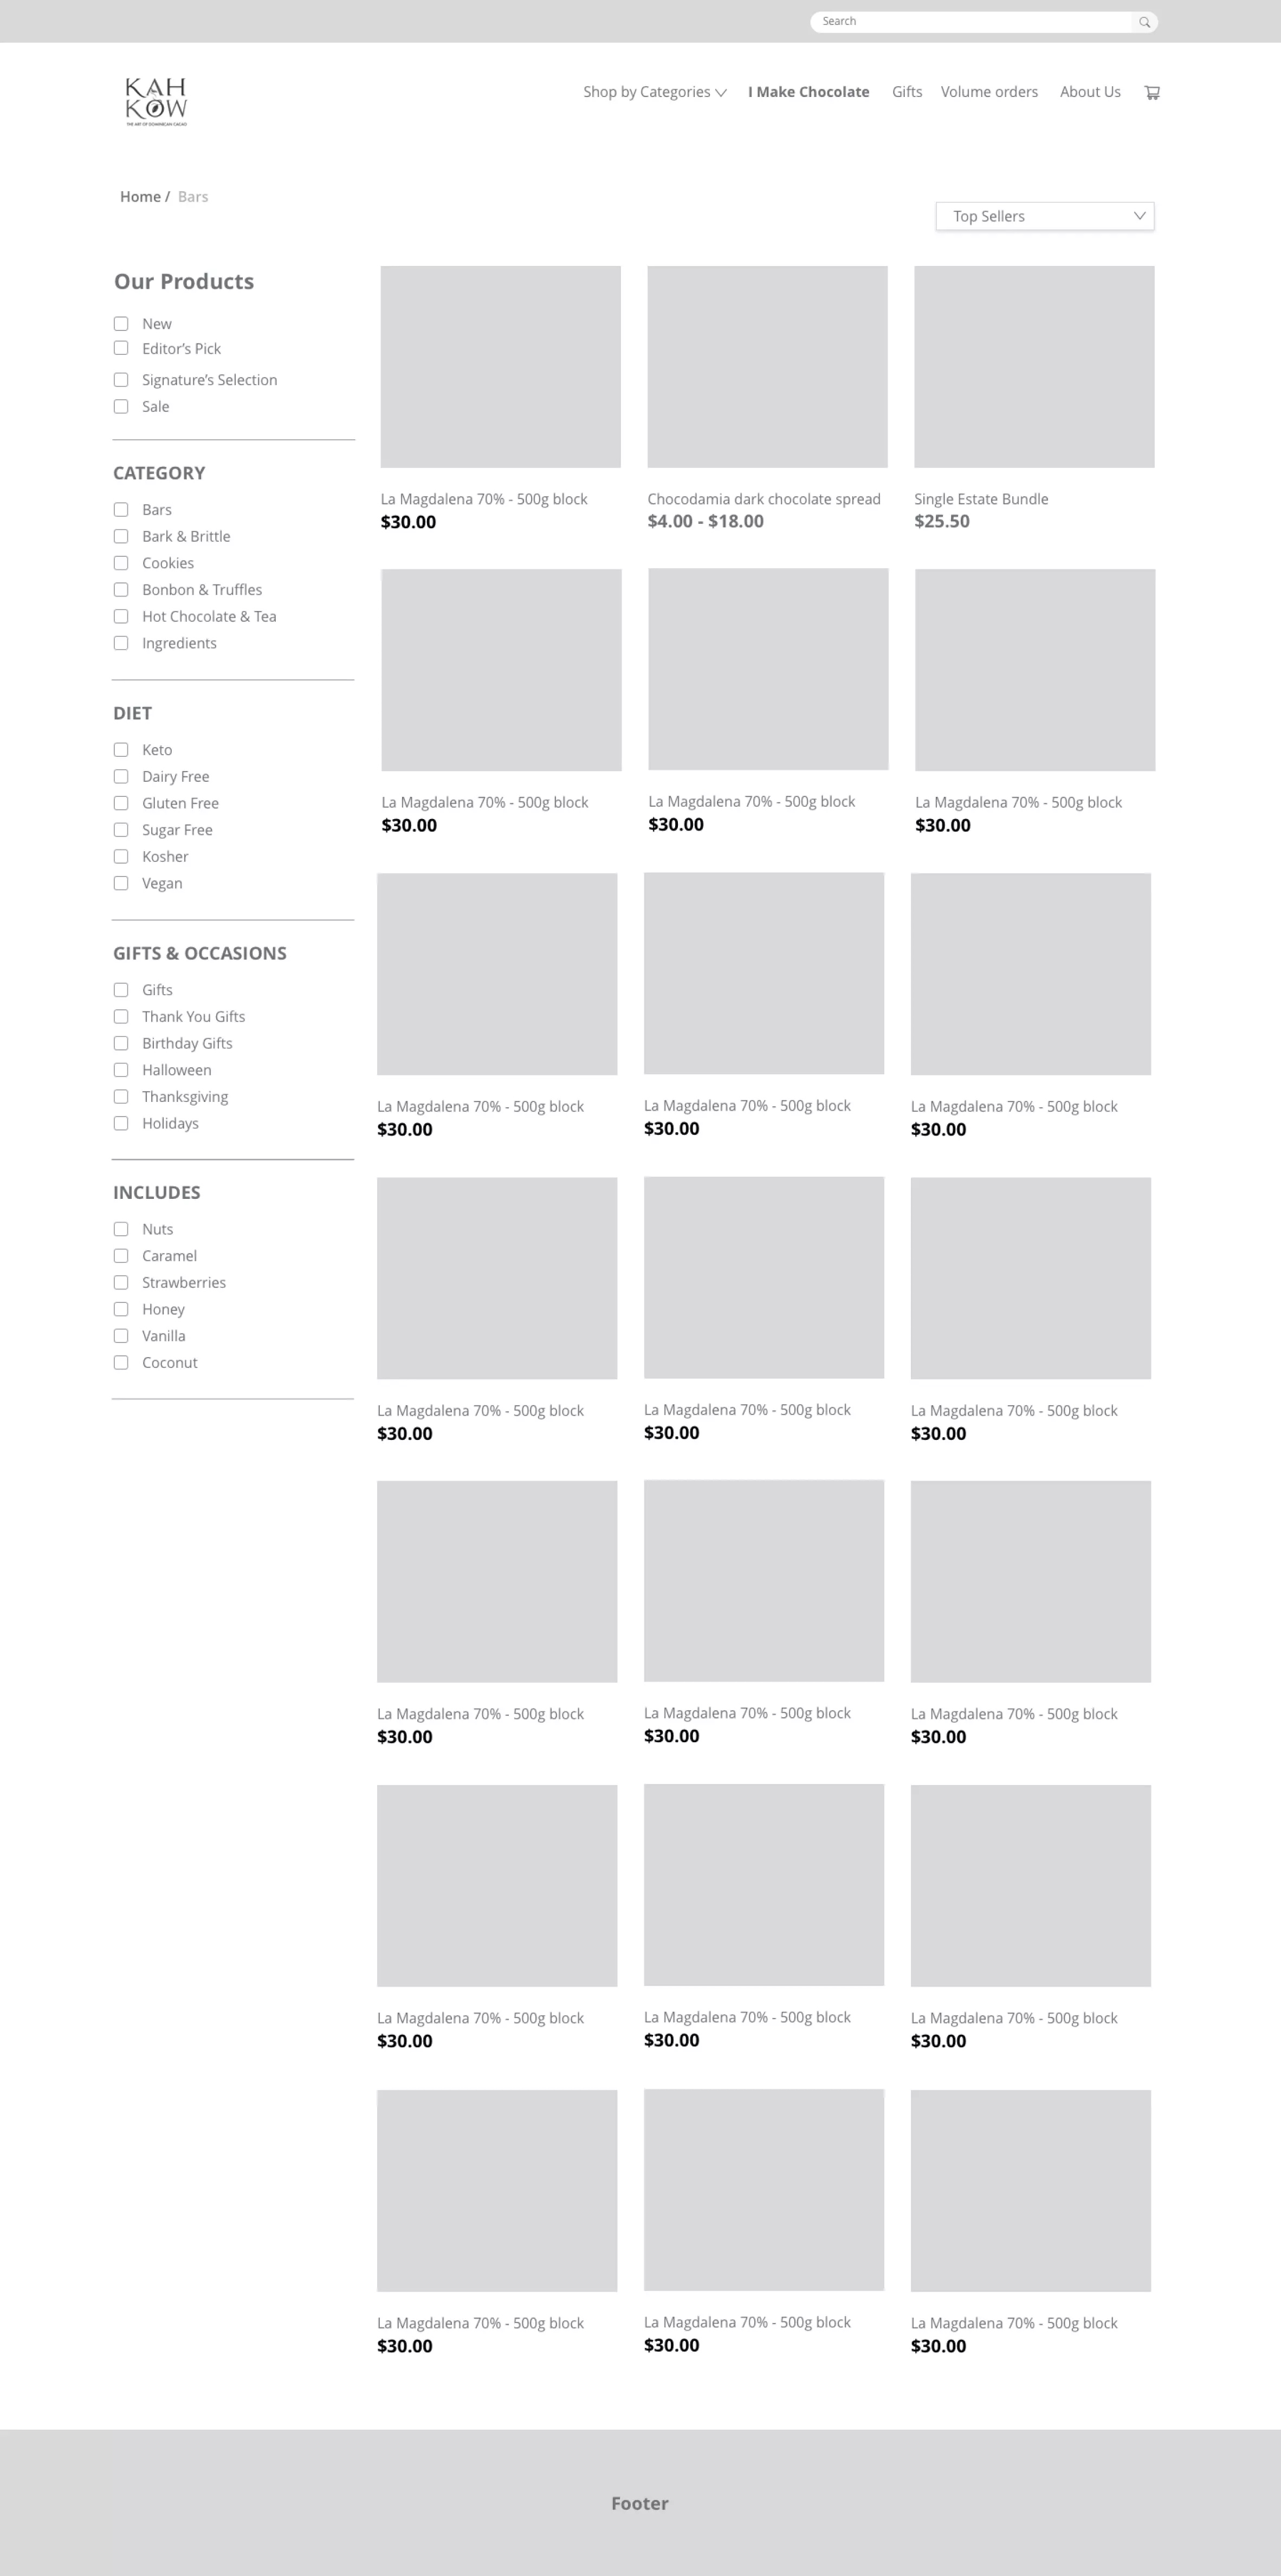 Search
KAH
KOW
THE ART OF DOMINICAN CACAO
Shop by Categories I Make Chocolate Gifts Volume orders About Us
Home / Bars
Top Sellers
Our Products
New
Editor’s Pick
Signature’s Selection
Sale
CATEGORY
Bars
Bark & Brittle
Cookies
Bonbon & Truffles
Hot Chocolate & Tea
Ingredients
DIET
Keto
Dairy Free
Gluten Free
Sugar Free
Kosher
Vegan
GIFTS & OCCASIONS
Gifts
Thank You Gifts
Birthday Gifts
Halloween
Thanksgiving
Holidays
INCLUDES
Nuts
Caramel
Strawberries
Honey
Vanilla
Coconut
La Magdalena 70% - 500g block
$30.00
Chocodamia dark chocolate spread
$4.00 - $18.00
Single Estate Bundle
$25.50
La Magdalena 70% - 500g block
$30.00
La Magdalena 70% - 500g block
$30.00
La Magdalena 70% - 500g block
$30.00
La Magdalena 70% - 500g block
$30.00
La Magdalena 70% - 500g block
$30.00
La Magdalena 70% - 500g block
$30.00
La Magdalena 70% - 500g block
$30.00
La Magdalena 70% - 500g block
$30.00
La Magdalena 70% - 500g block
$30.00
La Magdalena 70% - 500g block
$30.00
La Magdalena 70% - 500g block
$30.00
La Magdalena 70% - 500g block
$30.00
La Magdalena 70% - 500g block
$30.00
La Magdalena 70% - 500g block
$30.00
La Magdalena 70% - 500g block
$30.00
La Magdalena 70% - 500g block
$30.00
La Magdalena 70% - 500g block
$30.00
La Magdalena 70% - 500g block
$30.00
Footer